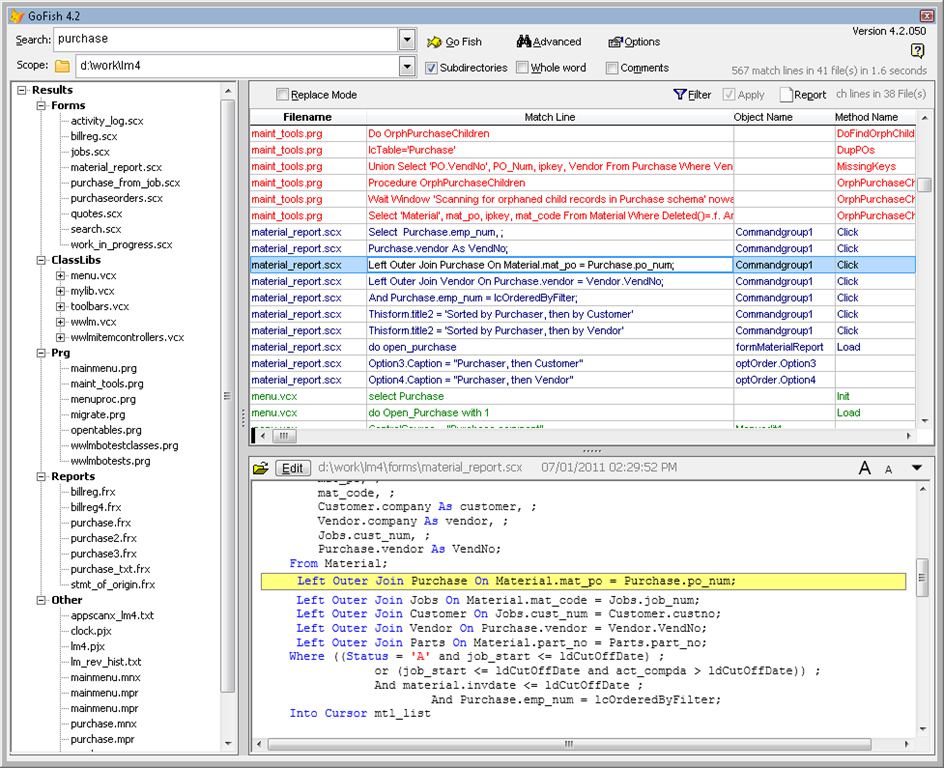 GoFish 4.2
Search: purchase
Go Fish
Advanced
Options
Version 4.2.050
Scope: d:\work\lm4
Subdirectories
Whole word
Comments
567 match lines in 41 file(s) in 1.6 seconds
Results
Forms
activity_log.scx
billreg.scx
jobs.scx
material_report.scx
purchase_from_job.scx
purchaseorders.scx
quotes.scx
search.scx
work_in_progress.scx
ClassLibs
menu.vcx
mylib.vcx
toolbars.vcx
wwlm.vcx
wwlmitemcontrollers.vcx
Prg
mainmenu.prg
maint_tools.prg
menuproc.prg
migrate.prg
opentables.prg
wwlmbotestclasses.prg
wwlmbotests.prg
Reports
billreg.frx
billreg4.frx
purchase.frx
purchase2.frx
purchase3.frx
purchase_txt.frx
stmt_of_origin.frx
Other
appscanx_lm4.txt
clock.pjx
lm4.pjx
lm_rev_hist.txt
mainmenu.mnx
mainmenu.mpr
mainmenu.mpr
purchase.mnx
purchase.mpr
Replace Mode
Filter
Apply
Report
ch lines in 38 File(s)
Filename Match Line Object Name Method Name
maint_tools.prg Do OrphPurchaseChildren DoFindOrphChild
maint_tools.prg lcTable='Purchase' DupPOs
maint_tools.prg Union Select 'PO.VendNo', PO_Num, ipkey, Vendor From Purchase Where Ven MissingKeys
maint_tools.prg Procedure OrphPurchaseChildren OrphPurchaseCh
maint_tools.prg Wait Window 'Scanning for orphaned child records in Purchase schema' nowa OrphPurchaseCh
maint_tools.prg Select 'Material', mat_po, ipkey, mat_code From Material Where Deleted()=.f. Ar OrphPurchaseCh
material_report.scx Select Purchase.emp_num, ; Commandgroup1 Click
material_report.scx Purchase.vendor As VendNo; Commandgroup1 Click
material_report.scx Left Outer Join Purchase On Material.mat_po = Purchase.po_num; Commandgroup1 Click
material_report.scx Left Outer Join Vendor On Purchase.vendor = Vendor.VendNo; Commandgroup1 Click
material_report.scx And Purchase.emp_num = lcOrderedByFilter; Commandgroup1 Click
material_report.scx Thisform.title2 = 'Sorted by Purchaser, then by Customer' Commandgroup1 Click
material_report.scx Thisform.title2 = 'Sorted by Purchaser, then by Vendor' Commandgroup1 Click
material_report.scx do open_purchase formMaterialReport Load
material_report.scx Option3.Caption = "Purchaser, then Customer" optOrder.Option3
material_report.scx Option4.Caption = "Purchaser, then Vendor" optOrder.Option4
menu.vcx select Purchase Init
menu.vcx do Open_Purchase with 1 Load
Edit d:\work\lm4\forms\material_report.scx 07/01/2011 02:29:52 PM A A
mat_code, ;
Customer.company As customer, ;
Vendor.company As vendor, ;
Jobs.cust_num, ;
Purchase.vendor As VendNo;
From Material;
Left Outer Join Purchase On Material.mat_po = Purchase.po_num;
Left Outer Join Jobs On Material.mat_code = Jobs.job_num;
Left Outer Join Customer On Jobs.cust_num = Customer.custno;
Left Outer Join Vendor On Purchase.vendor = Vendor.VendNo;
Left Outer Join Parts On Material.part_no = Parts.part_no;
Where ((Status = 'A' and job_start <= ldCutOffDate) ;
or (job_start <= ldCutOffDate and act_compda > ldCutOffDate)) ;
And material.invdate <= ldCutOffDate ;
And Purchase.emp_num = lcOrderedByFilter;
Into Cursor mtl_list